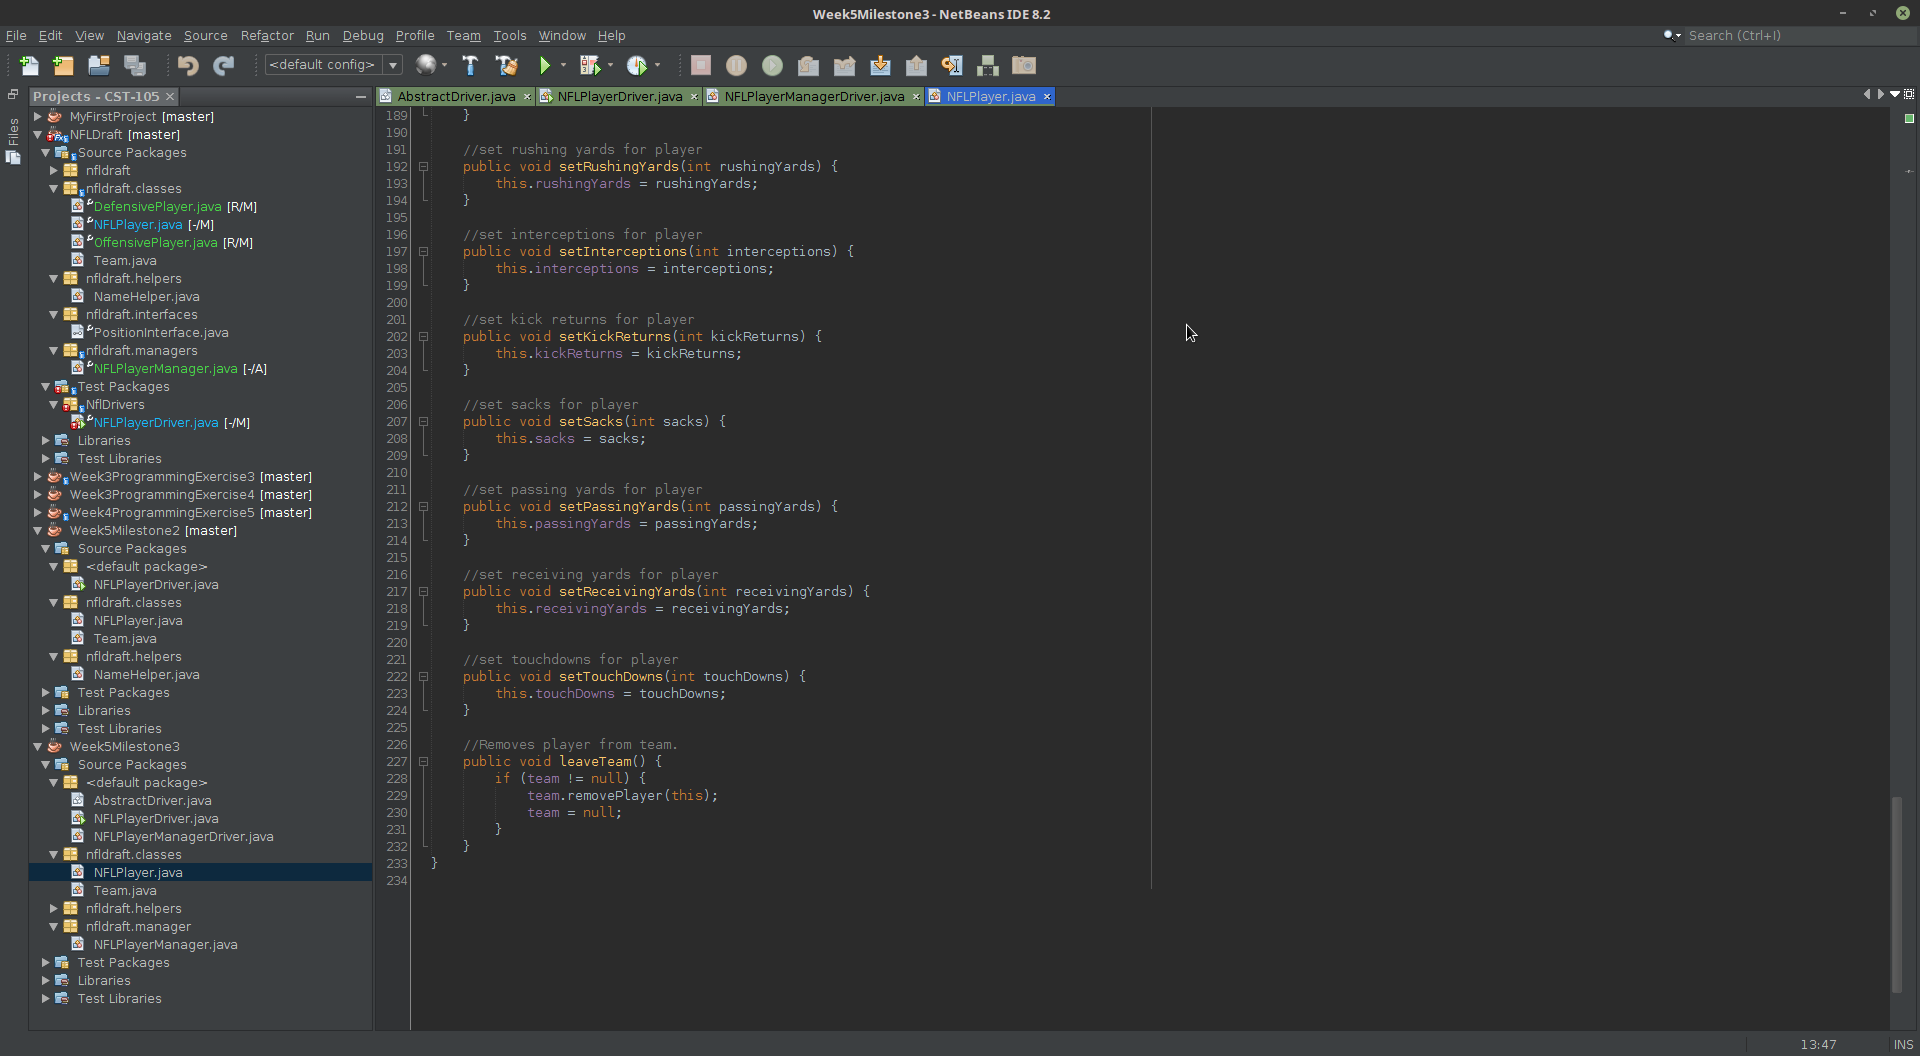 Week5Milestone3 - NetBeans IDE 8.2
File Edit View Navigate Source Refactor Run Debug Profile Team Tools Window Help
Search (Ctrl+I)
<default config>
Files
Projects - CST-105
MyFirstProject [master]
NFLDraft [master]
Source Packages
nfldraft
nfldraft.classes
DefensivePlayer.java [R/M]
NFLPlayer.java [-/M]
OffensivePlayer.java [R/M]
Team.java
nfldraft.helpers
NameHelper.java
nfldraft.interfaces
PositionInterface.java
nfldraft.managers
NFLPlayerManager.java [-/A]
Test Packages
NflDrivers
NFLPlayerDriver.java [-/M]
Libraries
Test Libraries
Week3ProgrammingExercise3 [master]
Week3ProgrammingExercise4 [master]
Week4ProgrammingExercise5 [master]
Week5Milestone2 [master]
Source Packages
<default package>
NFLPlayerDriver.java
nfldraft.classes
NFLPlayer.java
Team.java
nfldraft.helpers
NameHelper.java
Test Packages
Libraries
Test Libraries
Week5Milestone3
Source Packages
<default package>
AbstractDriver.java
NFLPlayerDriver.java
NFLPlayerManagerDriver.java
nfldraft.classes
NFLPlayer.java
Team.java
nfldraft.helpers
nfldraft.manager
NFLPlayerManager.java
Test Packages
Libraries
Test Libraries
AbstractDriver.java NFLPlayerDriver.java NFLPlayerManagerDriver.java NFLPlayer.java
189 }
190
191 //set rushing yards for player
192 public void setRushingYards(int rushingYards) {
193 this.rushingYards = rushingYards;
194 }
195
196 //set interceptions for player
197 public void setInterceptions(int interceptions) {
198 this.interceptions = interceptions;
199 }
200
201 //set kick returns for player
202 public void setKickReturns(int kickReturns) {
203 this.kickReturns = kickReturns;
204 }
205
206 //set sacks for player
207 public void setSacks(int sacks) {
208 this.sacks = sacks;
209 }
210
211 //set passing yards for player
212 public void setPassingYards(int passingYards) {
213 this.passingYards = passingYards;
214 }
215
216 //set receiving yards for player
217 public void setReceivingYards(int receivingYards) {
218 this.receivingYards = receivingYards;
219 }
220
221 //set touchdowns for player
222 public void setTouchDowns(int touchDowns) {
223 this.touchDowns = touchDowns;
224 }
225
226 //Removes player from team.
227 public void leaveTeam() {
228 if (team != null) {
229 team.removePlayer(this);
230 team = null;
231 }
232 }
233 }
234
13:47 INS